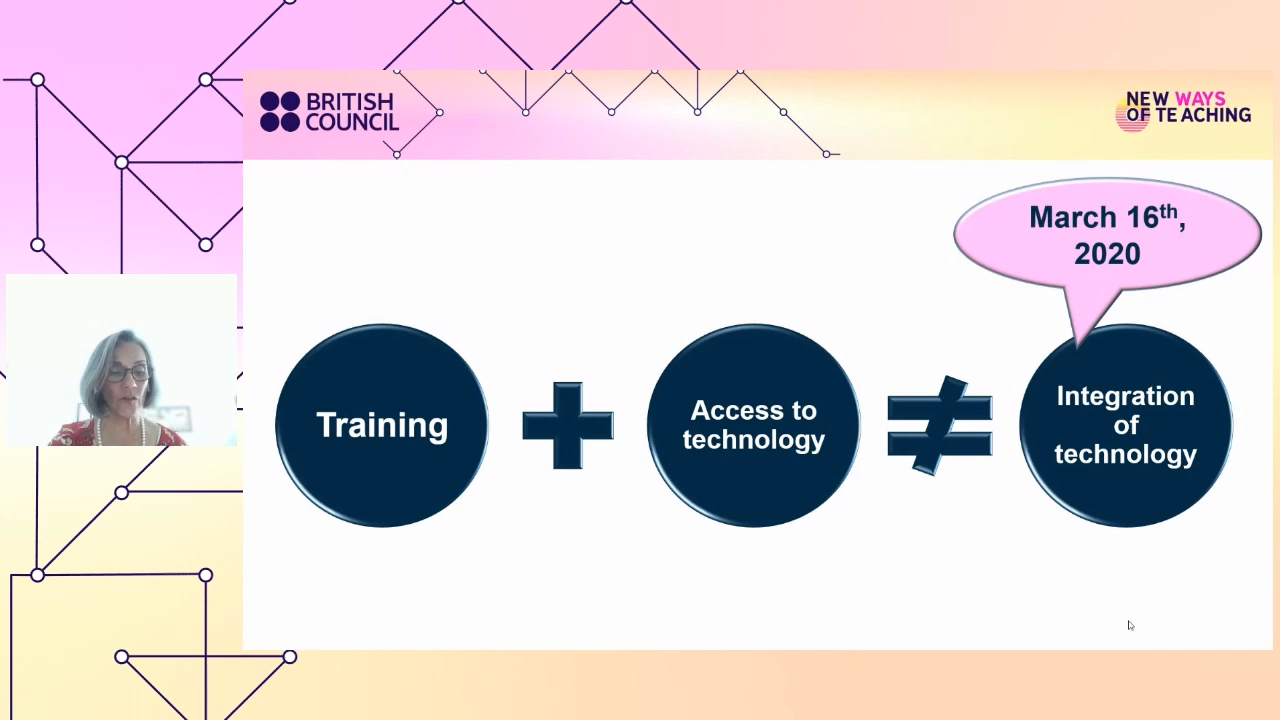 BRITISH
COUNCIL
NEW WAYS
OF TEACHING
March 16th,
2020
Training
Access to
technology
Integration
of
technology